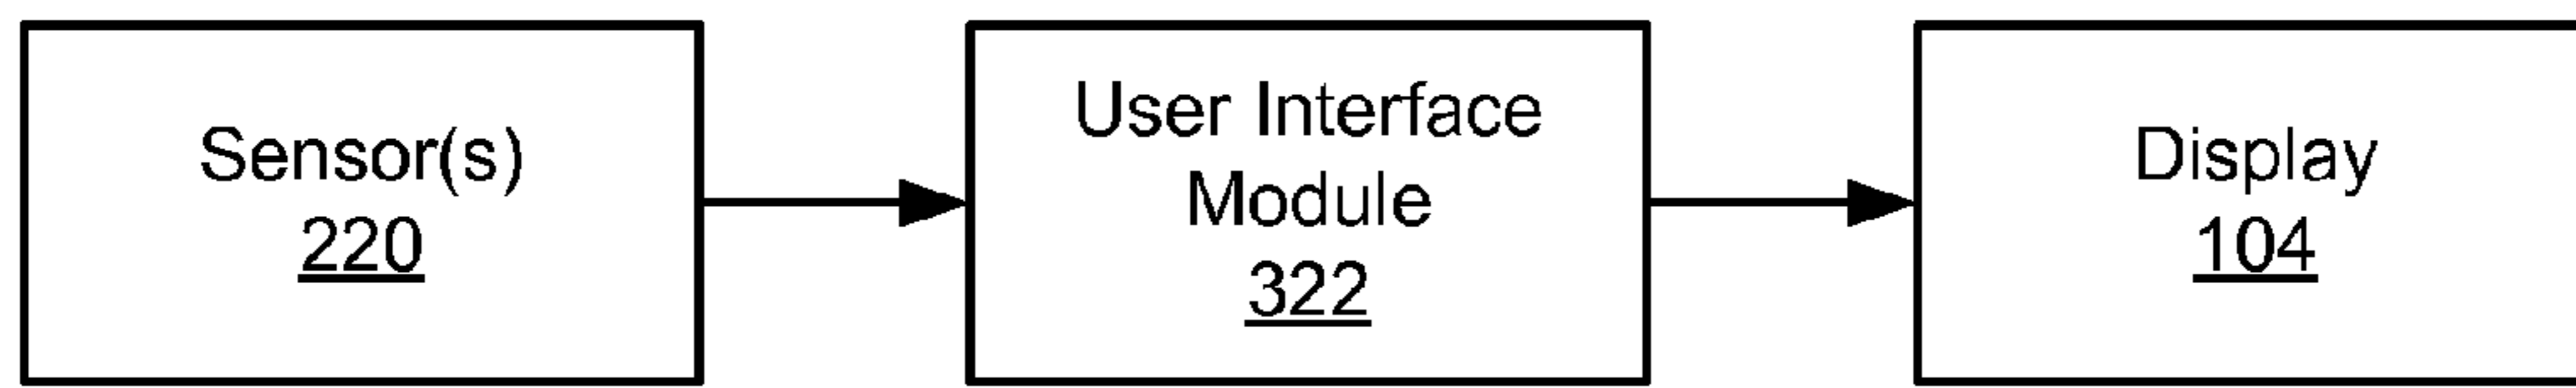 Sensor(s)
220
User Interface
Module
322
Display
104